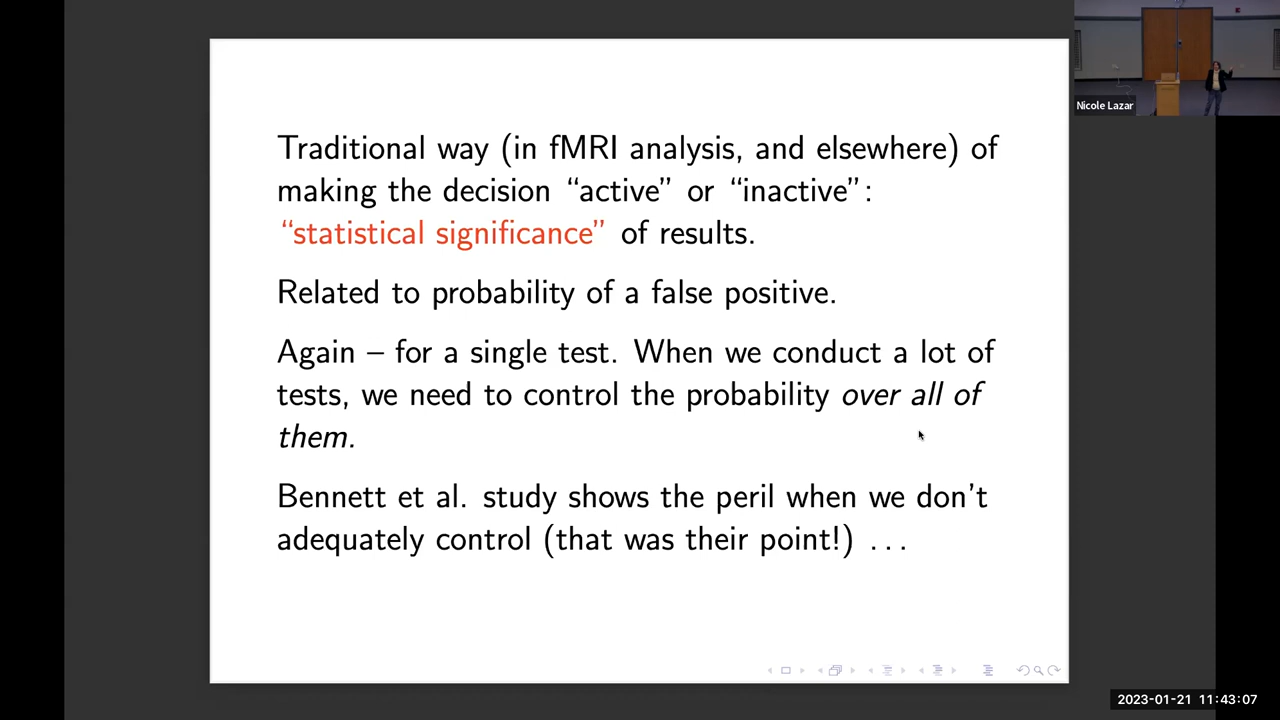 Traditional way (in fMRI analysis, and elsewhere) of
making the decision “active” or “inactive”:
“statistical significance” of results.
Related to probability of a false positive.
Again – for a single test. When we conduct a lot of
tests, we need to control the probability over all of
them.
Bennett et al. study shows the peril when we don’t
adequately control (that was their point!) . . .
Nicole Lazar
2023-01-21 11:43:07